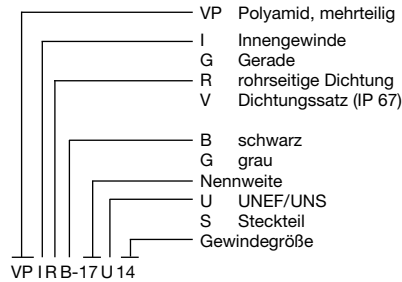 VP Polyamid, mehrteilig
I Innengewinde
G Gerade
R rohrseitige Dichtung
V Dichtungssatz (IP 67)
B schwarz
G grau
Nennweite
U UNEF/UNS
S Steckteil
Gewindegröße
VP I R B-17 U 14